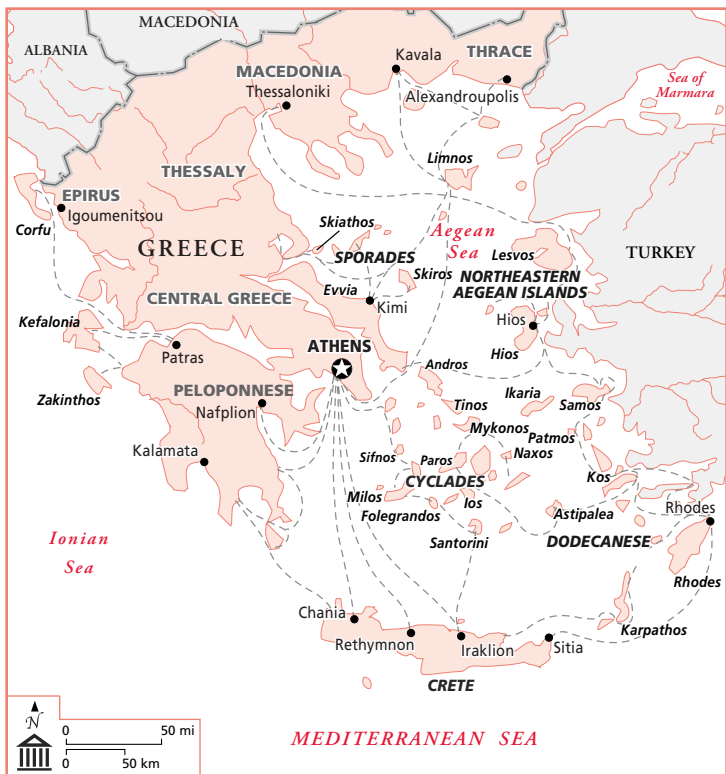 MACEDONIA
ALBANIA
Kavala
THRACE
MACEDONIA
Thessaloniki
Alexandroupolis
Sea of
Marmara
Limnos
THESSALY
EPIRUS
Igoumenitsou
Corfu
Skiathos
GREECE
SPORADES
Aegean
Sea
Lesvos
TURKEY
Skiros
NORTHEASTERN
AEGEAN ISLANDS
CENTRAL GREECE
Evvia
Kimi
Hios
Kefalonia
Patras
ATHENS
Hios
Andros
Zakinthos
PELOPONNESE
Nafplion
Ikaria
Samos
Tinos
Mykonos
Patmos
Kalamata
Sifnos
Paros
Naxos
CYCLADES
Kos
Milos
Ios
Folegrandos
Astipalea
Rhodes
Ionian
Sea
Santorini
DODECANESE
Rhodes
Chania
Rethymnon
Iraklion
Sitia
Karpathos
CRETE
N
0 50 mi
0 50 km
MEDITERRANEAN SEA